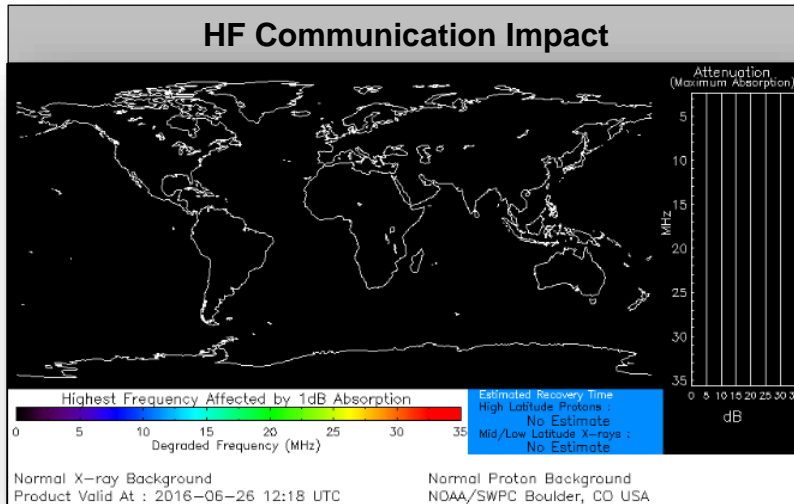 HF Communication Impact
Attenuation
(Maximum Absorption)
5
10
15
20
25
30
35
MHz
0 5 10 15 20 25 30
dB
Highest Frequency Affected by 1dB Absorption
0 5 10 15 20 25 30 35
Degraded Frequency (MHz)
Estimated Recovery Time
High Latitude Protons :
No Estimate
Mid/Low Latitude X-rays :
No Estimate
Normal X-ray Background
Product Valid At : 2016-06-26 12:18 UTC
Normal Proton Background
NOAA/SWPC Boulder, CO USA